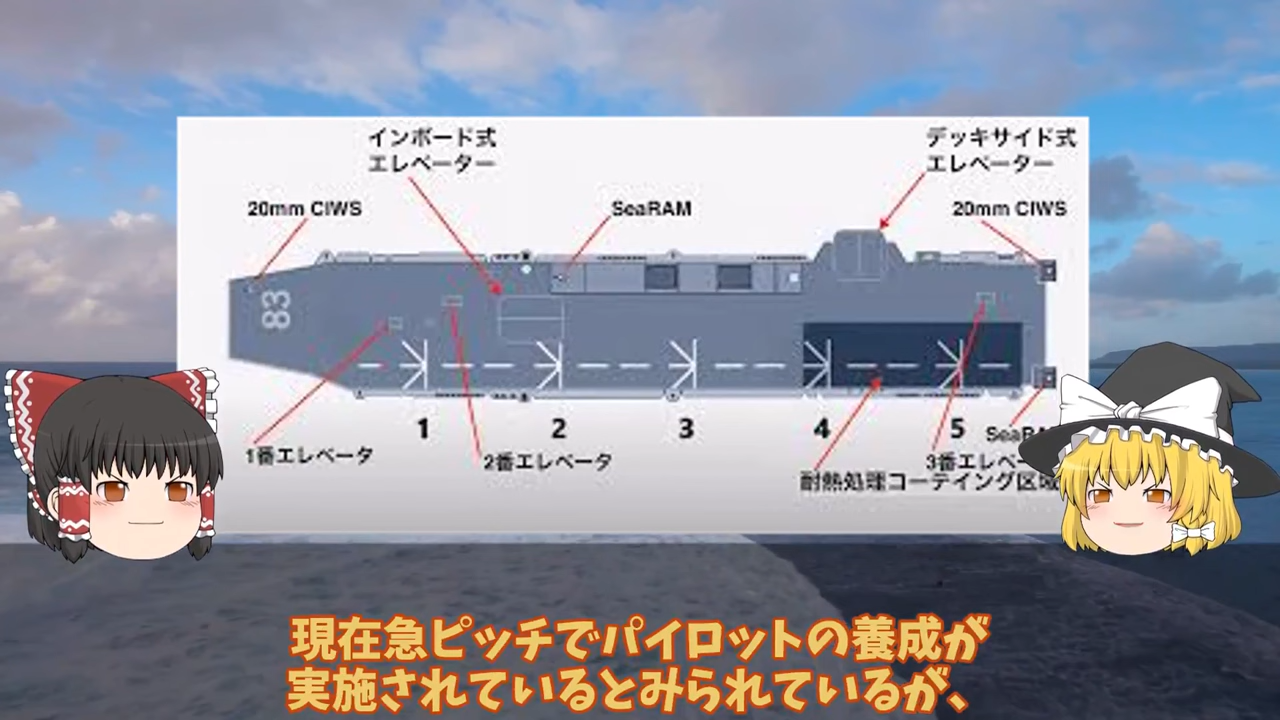 インボード式
エレベーター
デッキサイド式
エレベーター
20mm CIWS
SeaRAM
20mm CIWS
83
1
2
3
4
5
SeaRA
1番エレベータ
2番エレベータ
3番エレベー
耐熱処理コーティング区域
現在急ピッチでパイロットの養成が
実施されているとみられているが、